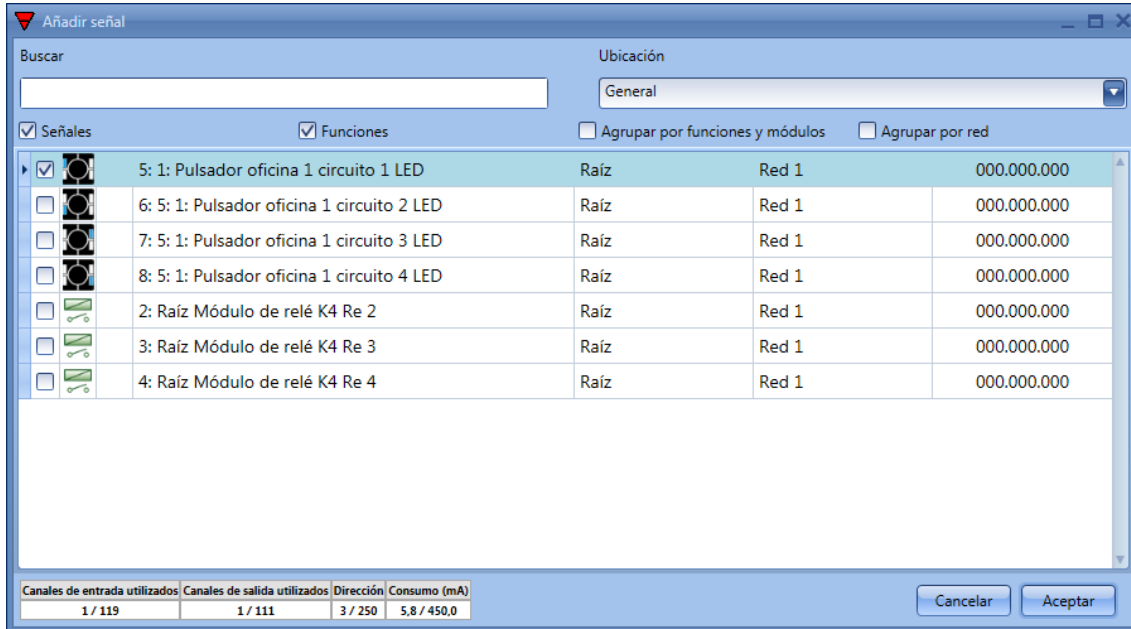 Añadir señal
Buscar Ubicación
General
Señales Funciones Agrupar por funciones y módulos Agrupar por red
5: 1: Pulsador oficina 1 circuito 1 LED Raíz Red 1 000.000.000
6: 5: 1: Pulsador oficina 1 circuito 2 LED Raíz Red 1 000.000.000
7: 5: 1: Pulsador oficina 1 circuito 3 LED Raíz Red 1 000.000.000
8: 5: 1: Pulsador oficina 1 circuito 4 LED Raíz Red 1 000.000.000
2: Raíz Módulo de relé K4 Re 2 Raíz Red 1 000.000.000
3: Raíz Módulo de relé K4 Re 3 Raíz Red 1 000.000.000
4: Raíz Módulo de relé K4 Re 4 Raíz Red 1 000.000.000
Canales de entrada utilizados Canales de salida utilizados Dirección Consumo (mA)
1 / 119 1 / 111 3 / 250 5,8 / 450,0
Cancelar Aceptar